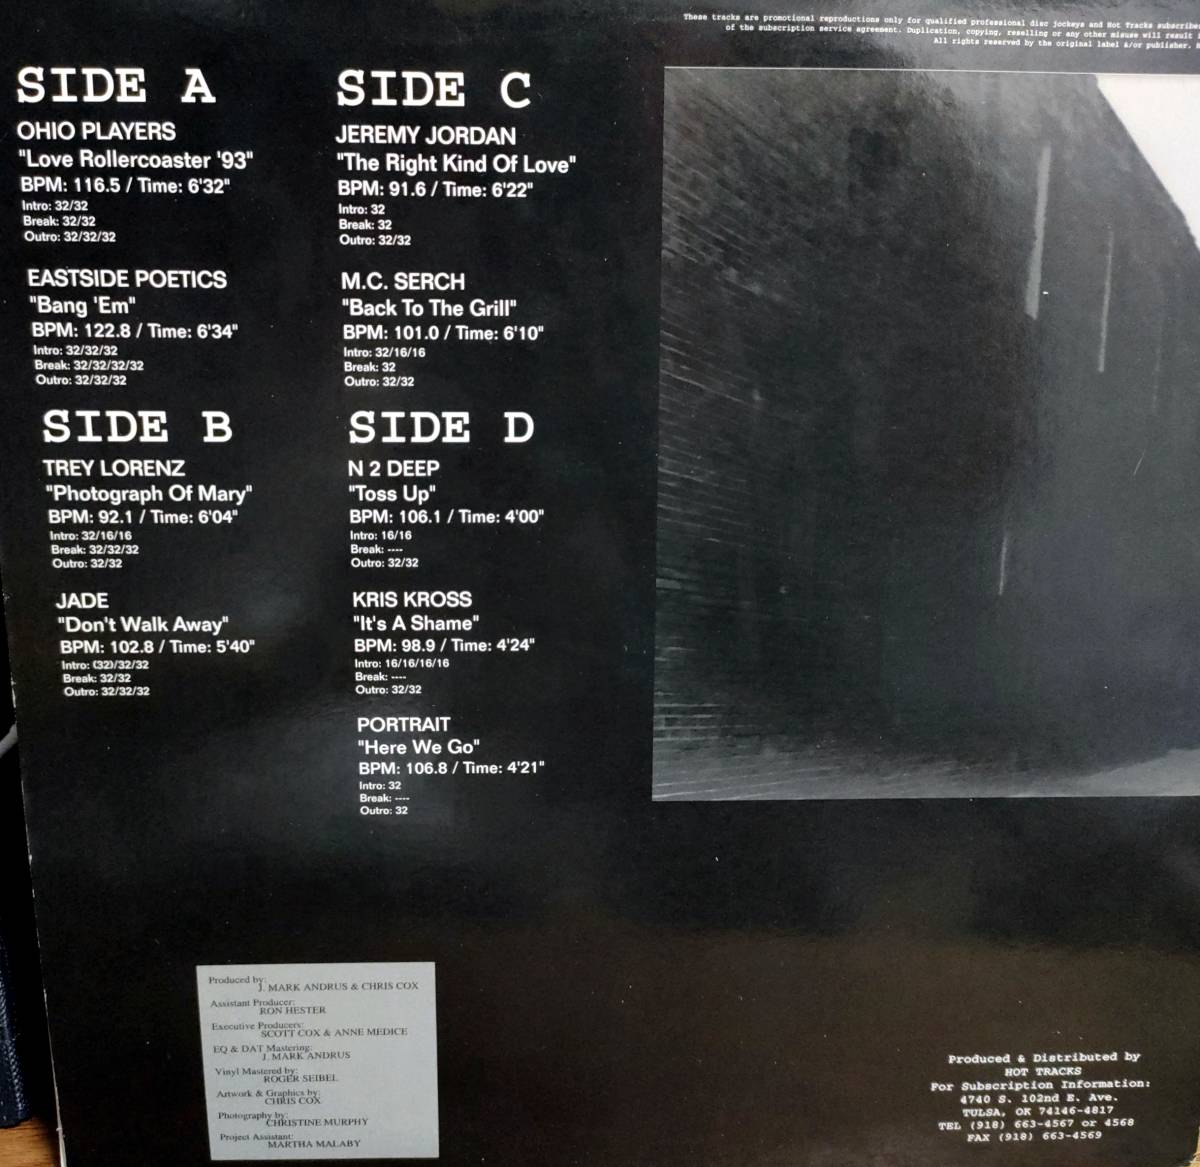 These tracks are promotional reproductions only for qualified professional disc jockeys and Hot Tracks
of the subscription service agreement. Duplication, copying, reselling or any other misuse will result
All rights reserved by the original label &/or publisher.
SIDE A
OHIO PLAYERS
"Love Rollercoaster '93"
BPM: 116.5 / Time: 6'32"
Intro: 32/32
Break: 32/32
Outro: 32/32/32
EASTSIDE POETICS
"Bang 'Em"
BPM: 122.8 / Time: 6'34"
Intro: 32/32/32
Break: 32/32/32/32
Outro: 32/32/32
SIDE B
TREY LORENZ
"Photograph Of Mary"
BPM: 92.1 / Time: 6'04"
Intro: 32/16/16
Break: 32/32/32
Outro: 32/32
JADE
"Don't Walk Away"
BPM: 102.8 / Time: 5'40"
Intro: (32)/32/32
Break: 32/32
Outro: 32/32/32
SIDE C
JEREMY JORDAN
"The Right Kind Of Love"
BPM: 91.6 / Time: 6'22"
Intro: 32
Break: 32
Outro: 32/32
M.C. SERCH
"Back To The Grill"
BPM: 101.0 / Time: 6'10"
Intro: 32/16/16
Break: 32
Outro: 32/32
SIDE D
N 2 DEEP
"Toss Up"
BPM: 106.1 / Time: 4'00"
Intro: 16/16
Break: ----
Outro: 32/32
KRIS KROSS
"It's A Shame"
BPM: 98.9 / Time: 4'24"
Intro: 16/16/16/16
Break: ----
Outro: 32/32
PORTRAIT
"Here We Go"
BPM: 106.8 / Time: 4'21"
Intro: 32
Break: ----
Outro: 32
Produced by:
J. MARK ANDRUS & CHRIS COX
Assistant Producer:
RON HESTER
Executive Producers:
SCOTT COX & ANNE MEDICE
EQ & DAT Mastering:
J. MARK ANDRUS
Vinyl Mastered by:
ROGER SEIBEL
Artwork & Graphics by:
CHRIS COX
Photography by:
CHRISTINE MURPHY
Project Assistant:
MARTHA MALABY
Produced & Distributed by
HOT TRACKS
For Subscription Information:
4740 S. 102nd E. Ave.
TULSA, OK 74146-4817
TEL (918) 663-4567 or 4568
FAX (918) 663-4569